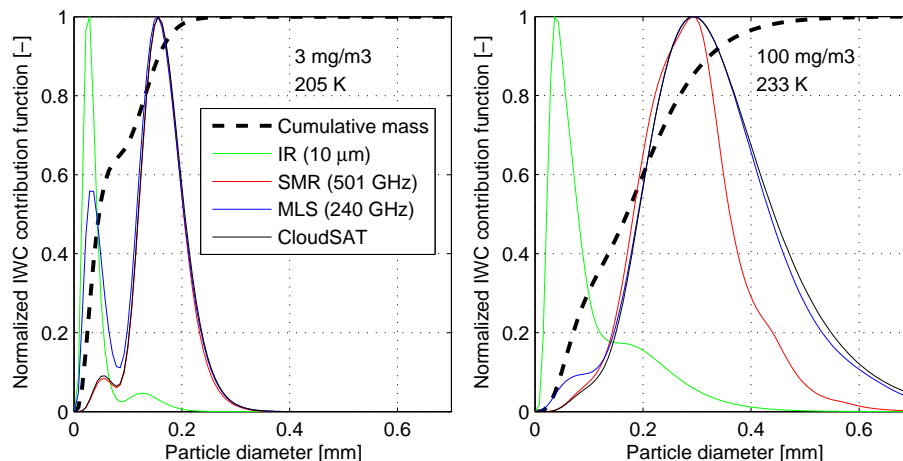 Normalized IWC contribution function [−]
1
0.8
0.6
0.4
0.2
0
3 mg/m3
205 K
Cumulative mass
IR (10 µm)
SMR (501 GHz)
MLS (240 GHz)
CloudSAT
0
0.2
0.4
0.6
Particle diameter [mm]
Normalized IWC contribution function [−]
1
0.8
0.6
0.4
0.2
0
100 mg/m3
233 K
0
0.2
0.4
0.6
Particle diameter [mm]